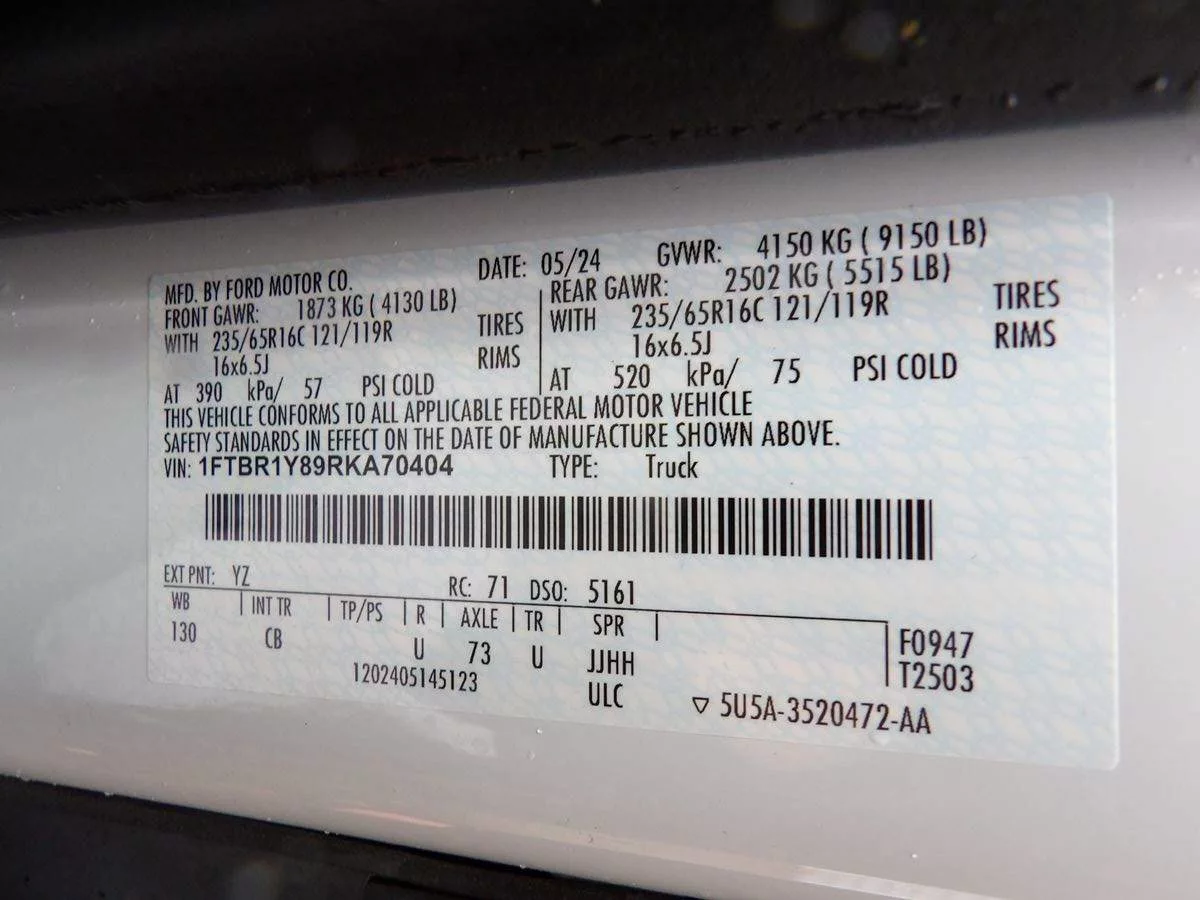 MFD. BY FORD MOTOR CO. DATE: 05/24 GVWR: 4150 KG ( 9150 LB)
FRONT GAWR: 1873 KG ( 4130 LB) REAR GAWR: 2502 KG ( 5515 LB)
WITH 235/65R16C 121/119R TIRES WITH 235/65R16C 121/119R TIRES
16x6.5J RIMS 16x6.5J RIMS
AT 390 kPa/ 57 PSI COLD AT 520 kPa/ 75 PSI COLD
THIS VEHICLE CONFORMS TO ALL APPLICABLE FEDERAL MOTOR VEHICLE
SAFETY STANDARDS IN EFFECT ON THE DATE OF MANUFACTURE SHOWN ABOVE.
VIN: 1FTBR1Y89RKA70404 TYPE: Truck
EXT PNT: YZ RC: 71 DSO: 5161
WB | INT TR | TP/PS | R | AXLE | TR | SPR | F0947
130 CB U 73 U JJHH T2503
1202405145123 ULC ▽ 5U5A-3520472-AA